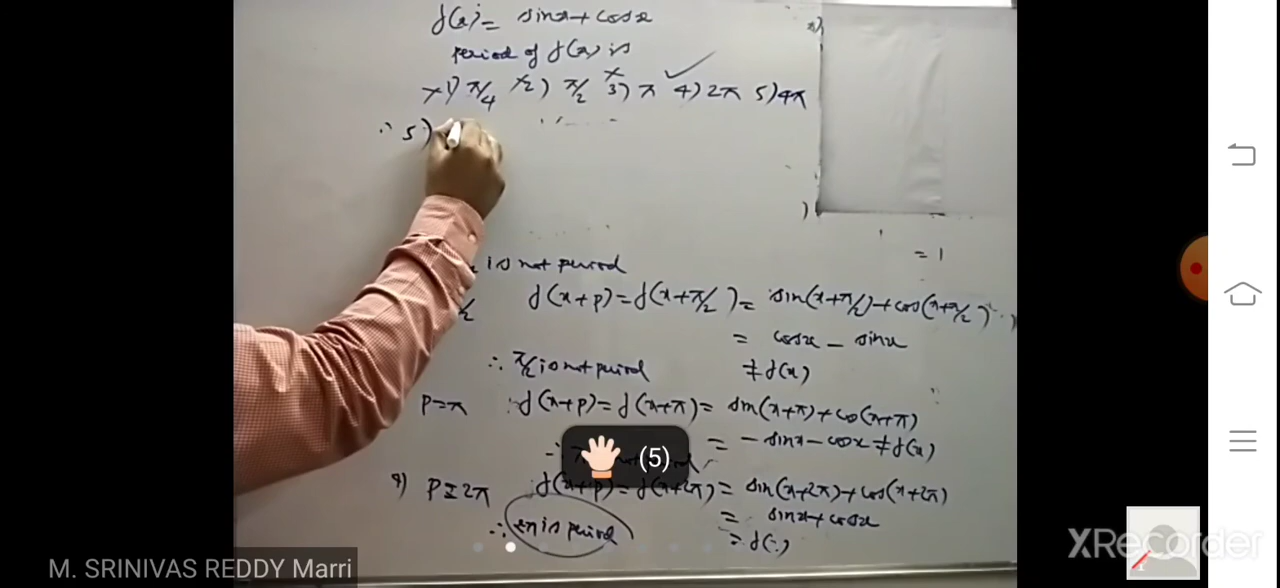 f(x) = sinx + cosx
period of f(x) is
1) π/4 2) π/2 3) π 4) 2π 5) 4π
∴ 5)
= 1
is not period
f(x+p) = f(x+π/2) = sin(x+π/2) + cos(x+π/2)
= cosx - sinx
∴ π/2 is not period ≠ f(x)
P=π ∴ f(x+p) = f(x+π) = sin(x+π) + co(x+π)
= -sinx - cosx ≠ f(x)
(5)
4) P=2π f(x+p) = f(x+2π) = sin(x+2π) + cos(x+2π)
= sinx + cosx
∴ 2π is period
XRecorder
M. SRINIVAS REDDY Marri